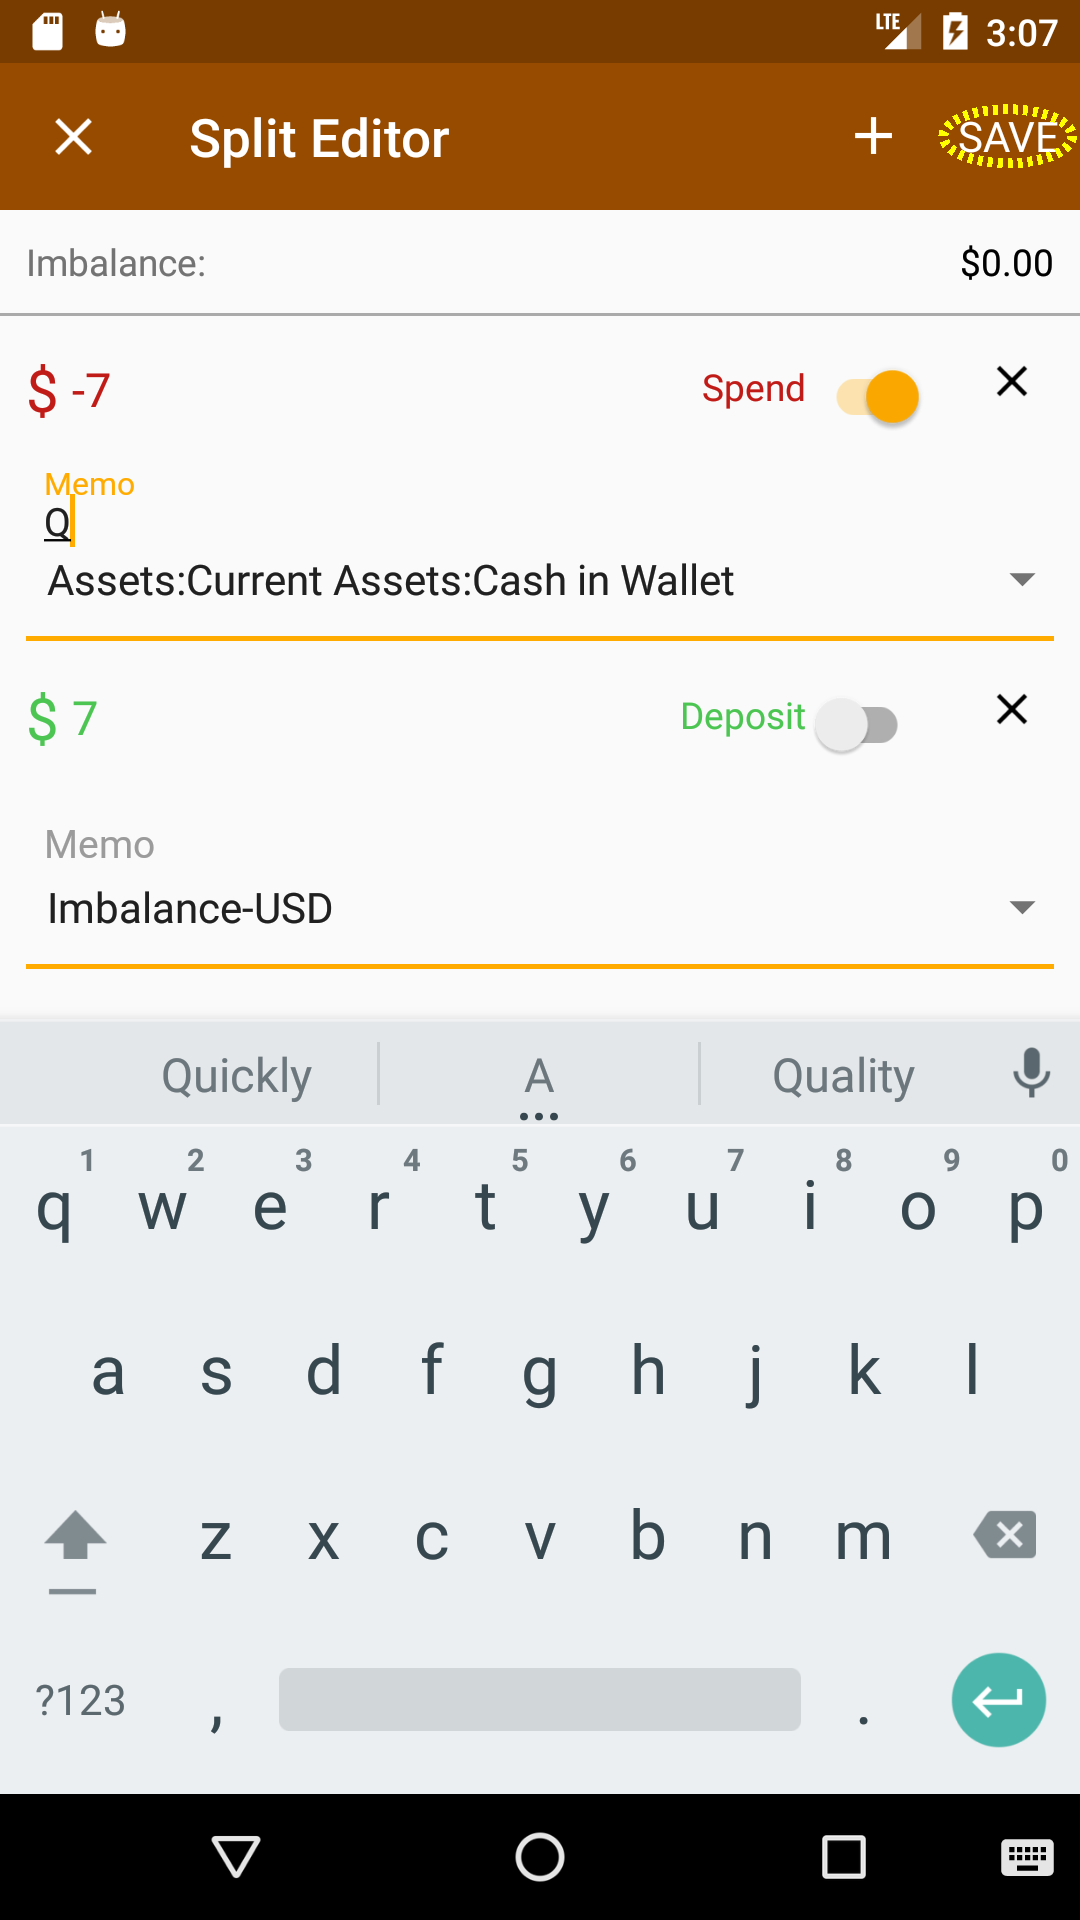 LTE 3:07
Split Editor + SAVE
Imbalance: $0.00
$ -7 Spend
Memo
Q
Assets:Current Assets:Cash in Wallet
$ 7 Deposit
Memo
Imbalance-USD
Quickly A Quality
1 2 3 4 5 6 7 8 9 0
q w e r t y u i o p
a s d f g h j k l
z x c v b n m
?123 , .